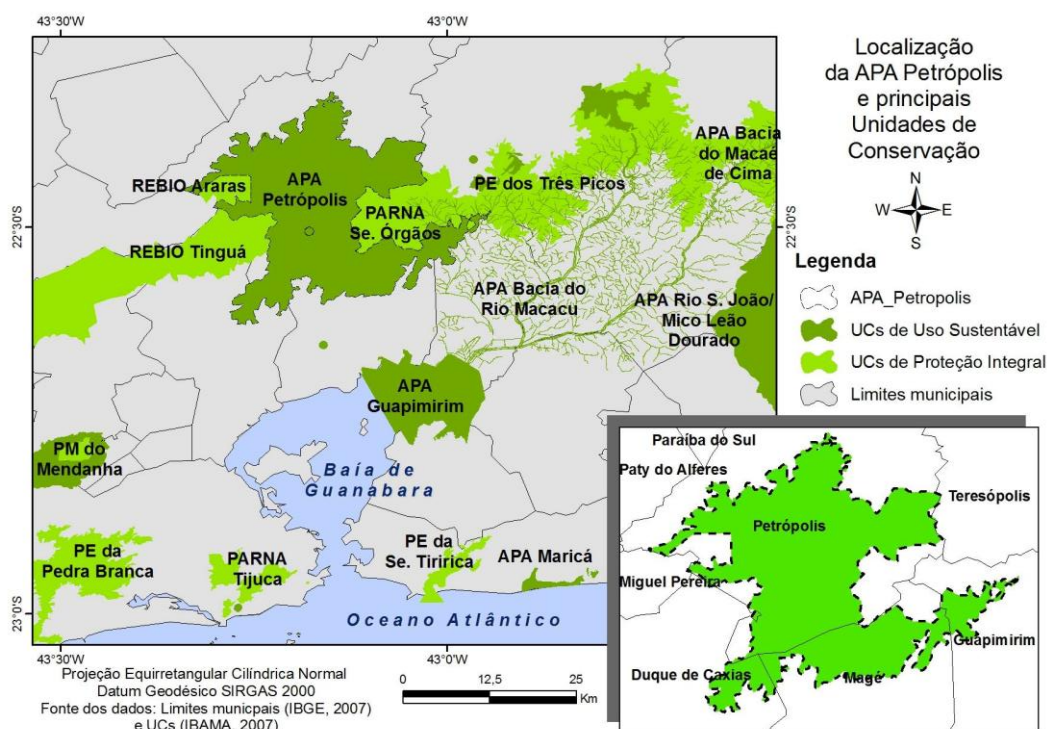 43°30'W
43°0'W
Localização
da APA Petrópolis
e principais
Unidades de
Conservação
N
W
E
S
22°30'S
22°30'S
APA Bacia
do Macaé
de Cima
REBIO Araras
APA
Petrópolis
PE dos Três Picos
PARNA
Se. Órgãos
REBIO Tinguá
APA Bacia do
Rio Macacu
APA Rio S. João/
Mico Leão
Dourado
Legenda
APA_Petropolis
UCs de Uso Sustentável
UCs de Proteção Integral
Limites municipais
APA
Guapimirim
PM do
Mendanha
Baía de
Guanabara
PE da
Pedra Branca
PARNA
Tijuca
PE da
Se. Tiririca
APA Maricá
Oceano Atlântico
23°0'S
43°30'W
43°0'W
Projeção Equirretangular Cilíndrica Normal
Datum Geodésico SIRGAS 2000
Fonte dos dados: Limites municpais (IBGE, 2007)
e UCs (IBAMA, 2007)
0
12,5
25
Km
Paraiba do Sul
Paty do Alferes
Teresópolis
Petrópolis
Miguel Pereira
Guapimirim
Duque de Caxias
Magé